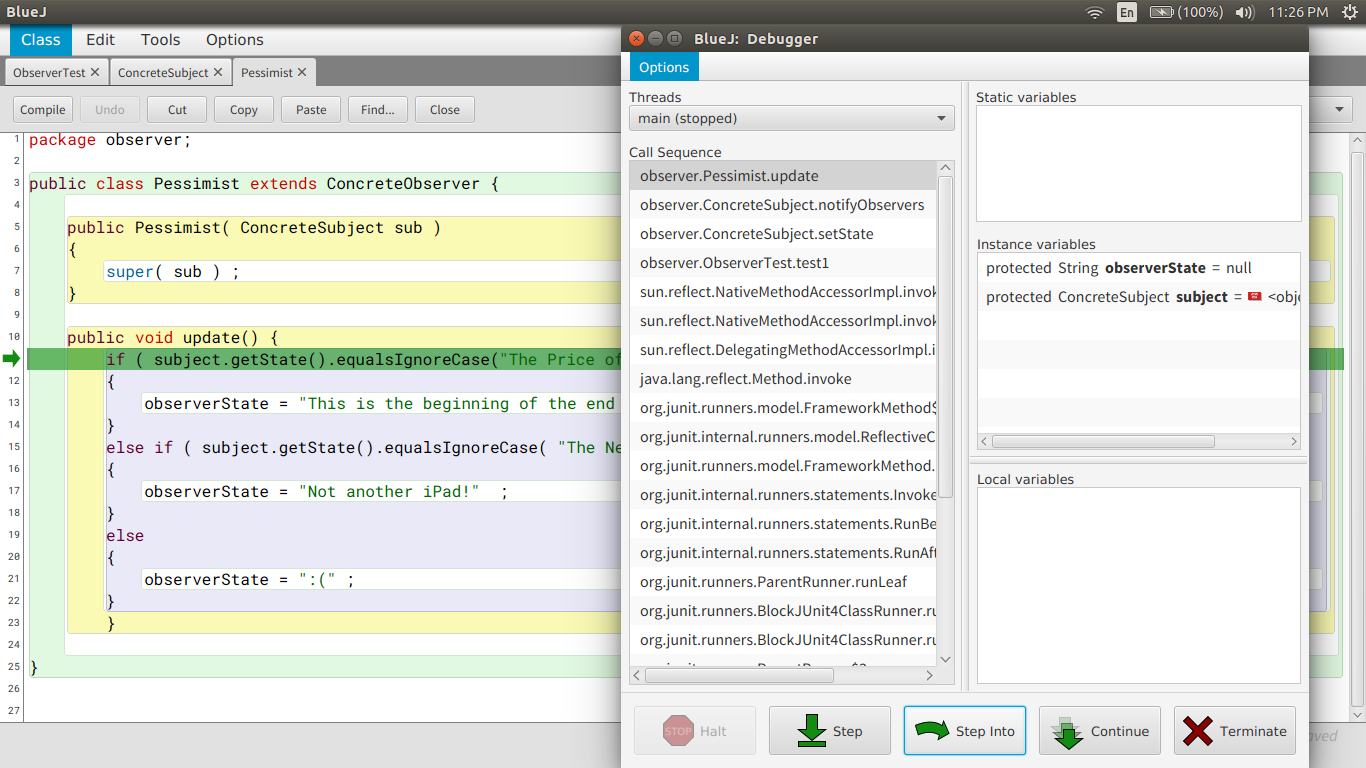 BlueJ
En
(100%)
11:26 PM
Class Edit Tools Options
ObserverTest ConcreteSubject Pessimist
Compile Undo Cut Copy Paste Find... Close
1 package observer;
2
3 public class Pessimist extends ConcreteObserver {
4
5 public Pessimist( ConcreteSubject sub )
6 {
7 super( sub ) ;
8 }
9
10 public void update() {
if ( subject.getState().equalsIgnoreCase("The Price of
12 {
13 observerState = "This is the beginning of the end
14 }
15 else if ( subject.getState().equalsIgnoreCase( "The Ne
16 {
17 observerState = "Not another iPad!"  ;
18 }
19 else
20 {
21 observerState = ":(" ;
22 }
23 }
24
25 }
26
27
BlueJ: Debugger
Options
Threads
main (stopped)
Call Sequence
observer.Pessimist.update
observer.ConcreteSubject.notifyObservers
observer.ConcreteSubject.setState
observer.ObserverTest.test1
sun.reflect.NativeMethodAccessorImpl.invok
sun.reflect.NativeMethodAccessorImpl.invok
sun.reflect.DelegatingMethodAccessorImpl.i
java.lang.reflect.Method.invoke
org.junit.runners.model.FrameworkMethod$
org.junit.internal.runners.model.ReflectiveC
org.junit.runners.model.FrameworkMethod.
org.junit.internal.runners.statements.Invoke
org.junit.internal.runners.statements.RunBe
org.junit.internal.runners.statements.RunAft
org.junit.runners.ParentRunner.runLeaf
org.junit.runners.BlockJUnit4ClassRunner.ru
org.junit.runners.BlockJUnit4ClassRunner.ru
Static variables
Instance variables
protected String observerState = null
protected ConcreteSubject subject = <obje
Local variables
STOP Halt
Step
Step Into
Continue
Terminate